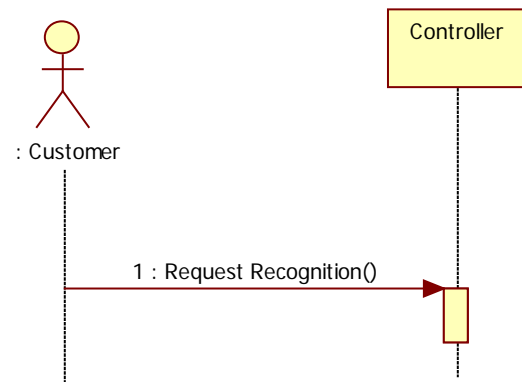 Controller
: Customer
1 : Request Recognition()